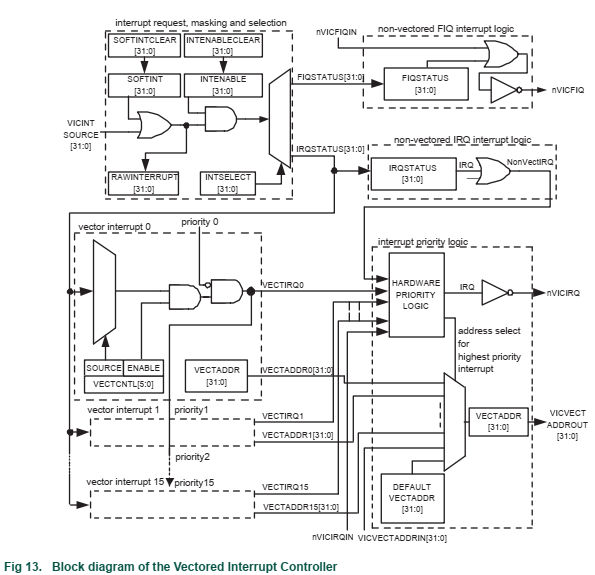 interrupt request, masking and selection
SOFTINTCLEAR
[31:0]
INTENABLECLEAR
[31:0]
SOFTINT
[31:0]
INTENABLE
[31:0]
VICINT
SOURCE
[31:0]
RAWINTERRUPT
[31:0]
INTSELECT
[31:0]
nVICFIQIN
non-vectored FIQ interrupt logic
FIQSTATUS[31:0]
FIQSTATUS
[31:0]
nVICFIQ
IRQSTATUS[31:0]
non-vectored IRQ interrupt logic
IRQSTATUS
[31:0]
IRQ
NonVectIRQ
vector interrupt 0
priority 0
VECTIRQ0
SOURCE ENABLE
VECTCNTL[5:0]
VECTADDR
[31:0]
VECTADDR0[31:0]
interrupt priority logic
HARDWARE
PRIORITY
LOGIC
IRQ
nVICIRQ
address select
for
highest priority
interrupt
vector interrupt 1
priority1
VECTIRQ1
VECTADDR1[31:0]
priority2
vector interrupt 15
priority15
VECTIRQ15
VECTADDR15[31:0]
VECTADDR
[31:0]
VICVECT
ADDROUT
[31:0]
DEFAULT
VECTADDR
[31:0]
nVICIRQIN
VICVECTADDRIN[31:0]
Fig 13. Block diagram of the Vectored Interrupt Controller